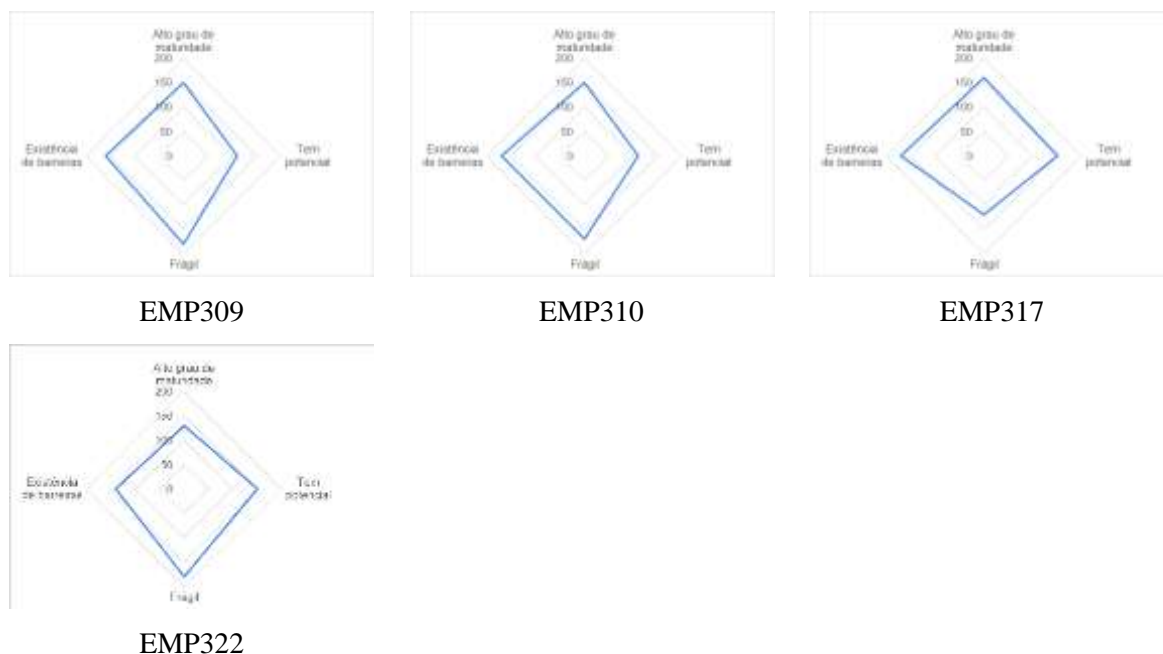 Alto grau de
maturidade
200
150
100
50
0
Existência
de barreiras
Tem
potencial
Frágil
EMP309
Alto grau de
maturidade
200
150
100
50
0
Existência
de barreiras
Tem
potencial
Frágil
EMP310
Alto grau de
maturidade
200
150
100
50
0
Existência
de barreiras
Tem
potencial
Frágil
EMP317
Alto grau de
maturidade
200
150
100
50
0
Existência
de barreiras
Tem
potencial
Frágil
EMP322